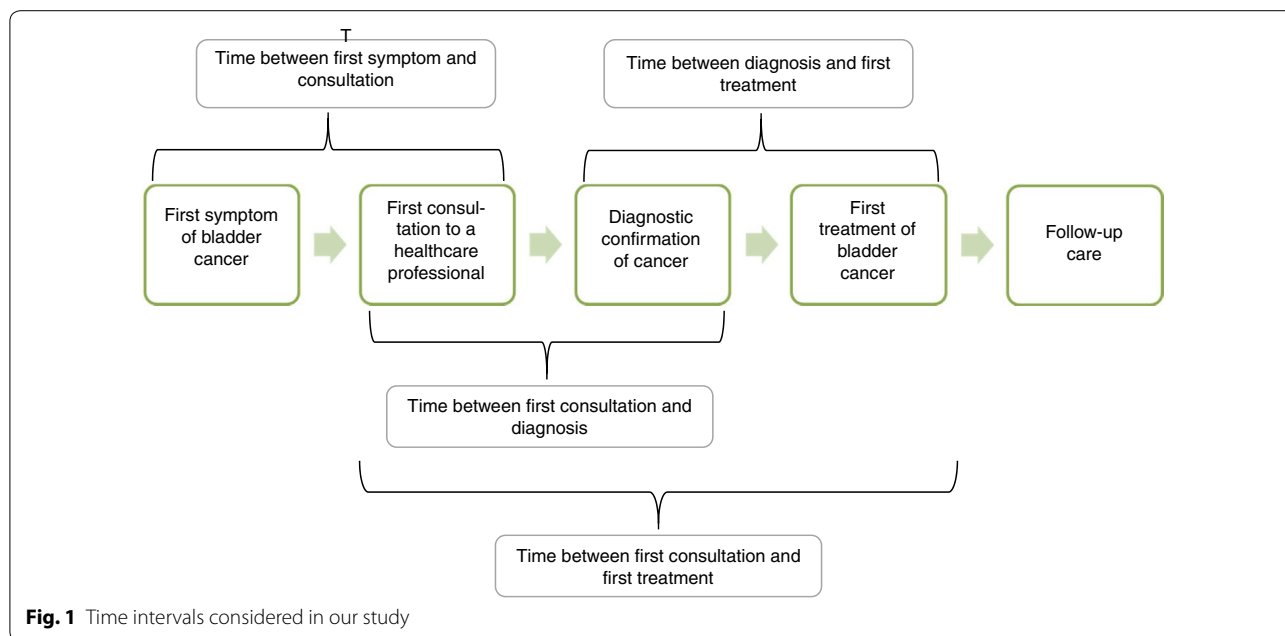 T
Time between first symptom and
consultation
Time between diagnosis and first
treatment
First symptom
of bladder
cancer
First consul-
tation to a
healthcare
professional
Diagnostic
confirmation
of cancer
First
treatment of
bladder
cancer
Follow-up
care
Time between first consultation and
diagnosis
Time between first consultation and
first treatment
Fig. 1 Time intervals considered in our study